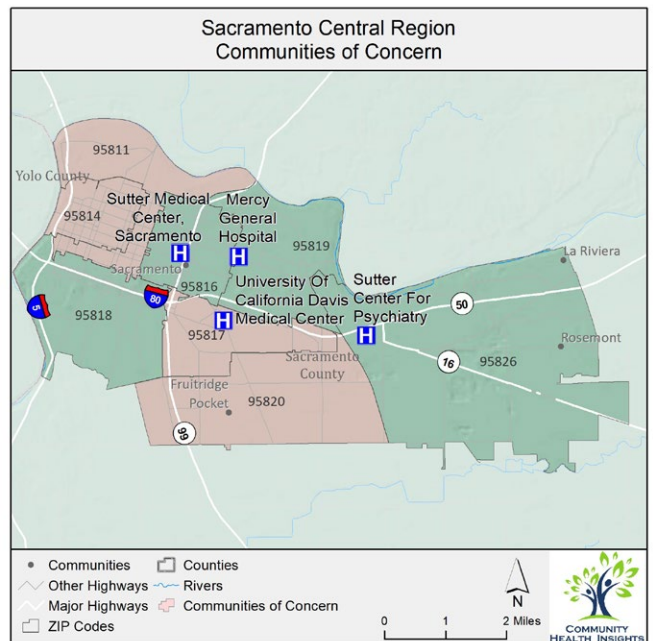 Sacramento Central Region
Communities of Concern
95811
Yolo County
95814
Sutter Medical
Center,
Sacramento
Mercy
General
Hospital
95819
La Riviera
Sacramento
95816
University Of
California Davis
Medical Center
Sutter
Center For
Psychiatry
5
80
50
95818
95817
Sacramento
County
16
95826
Rosemont
Fruitridge
Pocket
95820
99
Communities
Counties
Other Highways
Rivers
Major Highways
Communities of Concern
ZIP Codes
N
0 1 2 Miles
COMMUNITY
HEALTH INSIGHTS
H
H
H
H